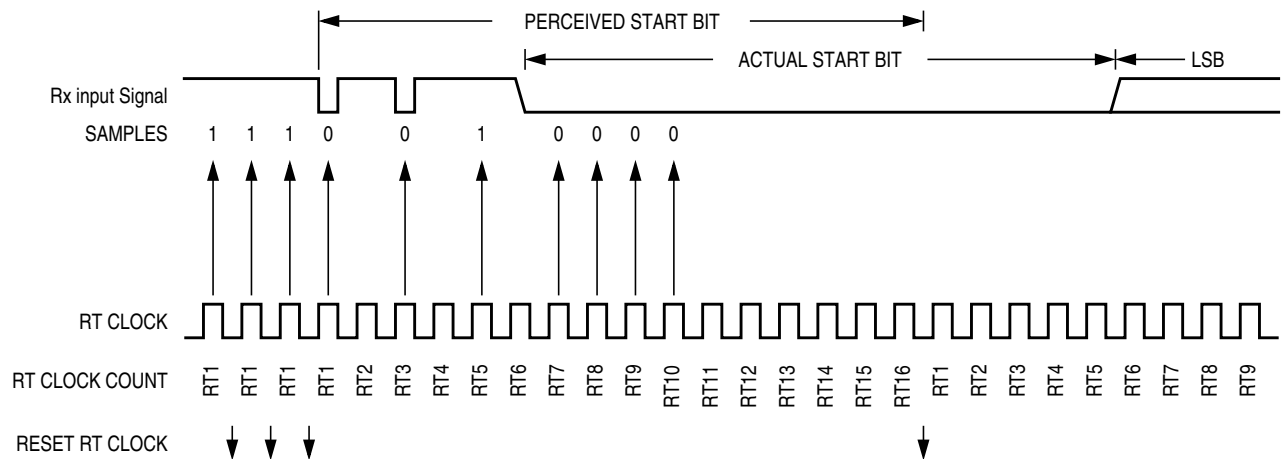 PERCEIVED START BIT
ACTUAL START BIT
LSB
Rx input Signal
SAMPLES 1 1 1 0 0 1 0 0 0 0
RT CLOCK
RT CLOCK COUNT RT1 RT1 RT1 RT1 RT2 RT3 RT4 RT5 RT6 RT7 RT8 RT9 RT10 RT11 RT12 RT13 RT14 RT15 RT16 RT1 RT2 RT3 RT4 RT5 RT6 RT7 RT8 RT9
RESET RT CLOCK